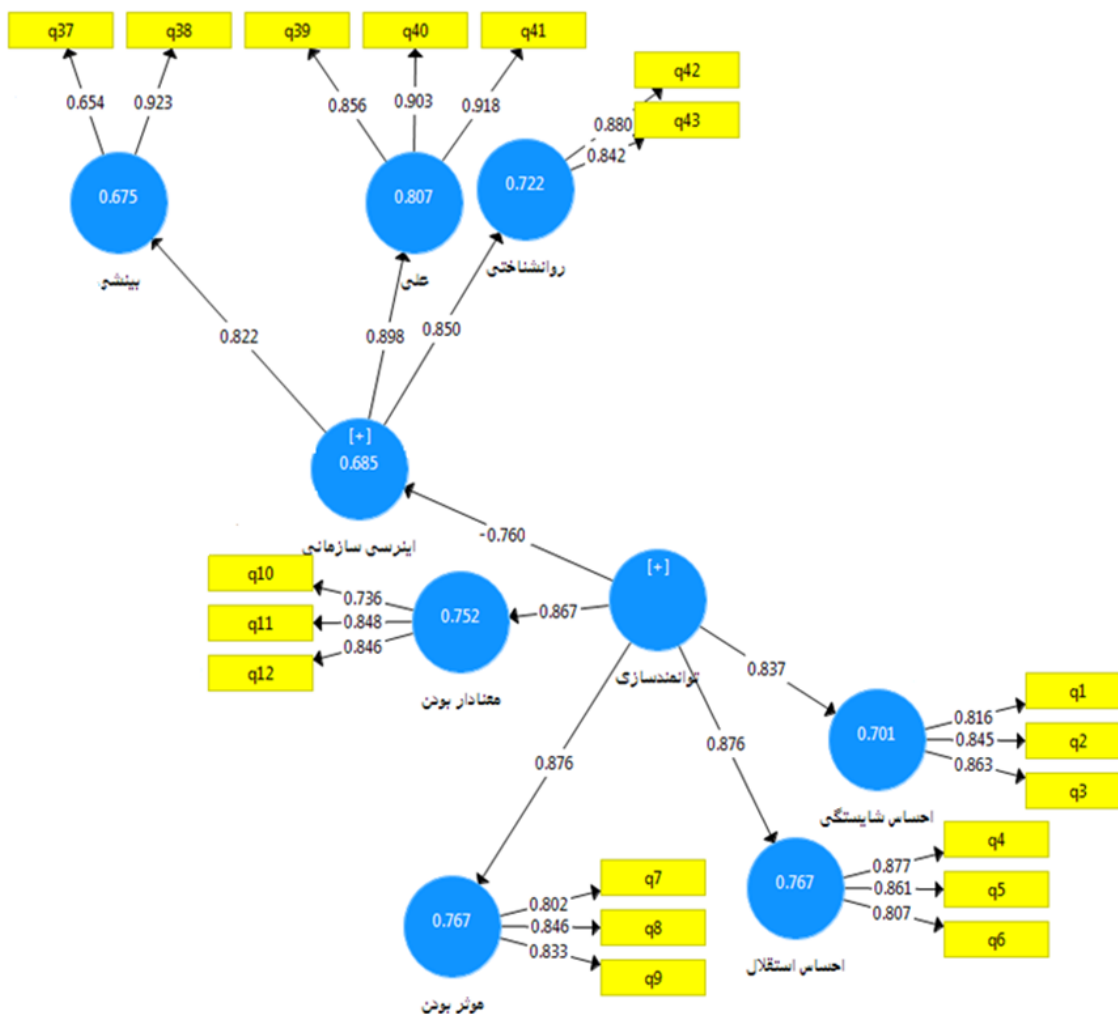 q37
q38
q39
q40
q41
q42
q43
0.654
0.923
0.856
0.903
0.918
0.880
0.842
0.675
0.807
0.722
بینشی
علی
روانشناختی
0.822
0.898
0.850
[+]
0.685
اینرسی سازمانی
-0.760
[+]
توانمندسازی
q10
q11
q12
0.736
0.848
0.846
0.752
0.867
معنادار بودن
0.837
0.876
0.876
0.701
احساس شایستگی
0.816
0.845
0.863
q1
q2
q3
0.767
موثر بودن
0.802
0.846
0.833
q7
q8
q9
0.767
احساس استقلال
0.877
0.861
0.807
q4
q5
q6